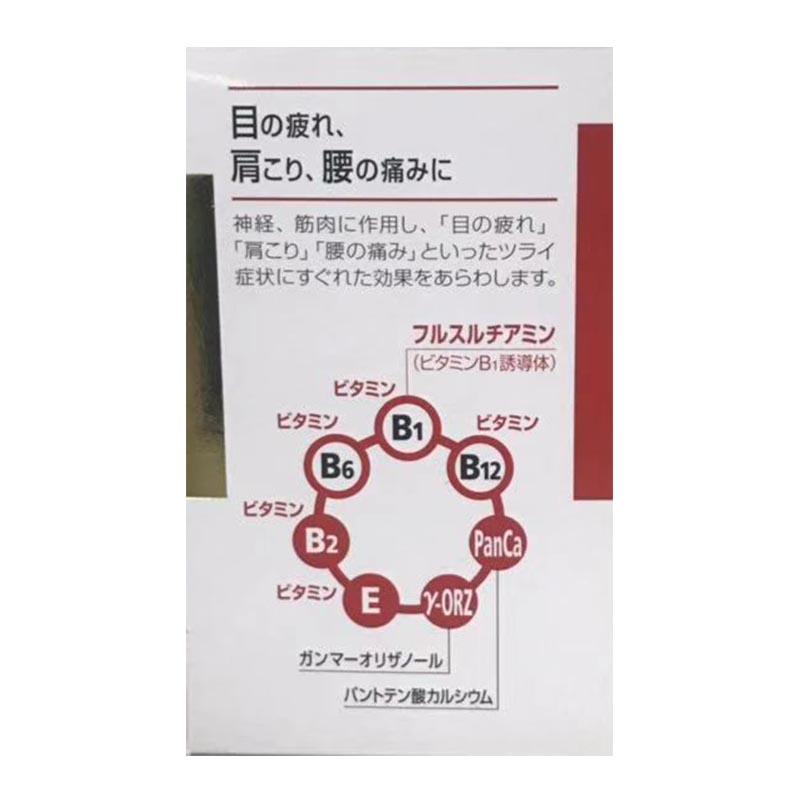 目の疲れ、
肩こり、腰の痛みに
神経、筋肉に作用し、「目の疲れ」
「肩こり」「腰の痛み」といったツライ
症状にすぐれた効果をあらわします。
フルスルチアミン
(ビタミンB1誘導体)
ビタミン
B1
ビタミン
B6
ビタミン
B12
ビタミン
B2
PanCa
ビタミン
E
γ-ORZ
ガンマーオリザノール
パントテン酸カルシウム